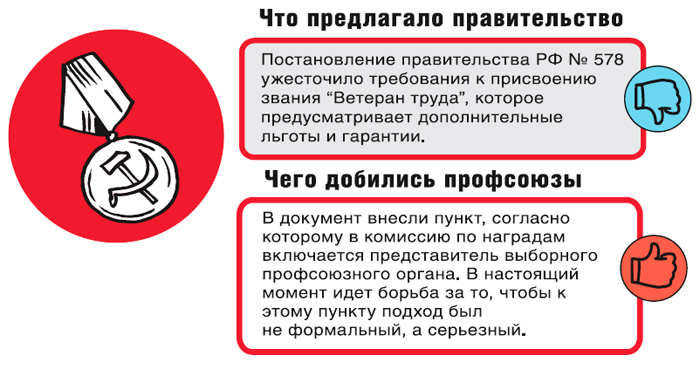 Что предлагало правительство
Постановление правительства РФ № 578
ужесточило требования к присвоению
звания “Ветеран труда”, которое
предусматривает дополнительные
льготы и гарантии.
Чего добились профсоюзы
В документ внесли пункт, согласно
которому в комиссию по наградам
включается представитель выборного
профсоюзного органа. В настоящий
момент идет борьба за то, чтобы к
этому пункту подход был
не формальный, а серьезный.